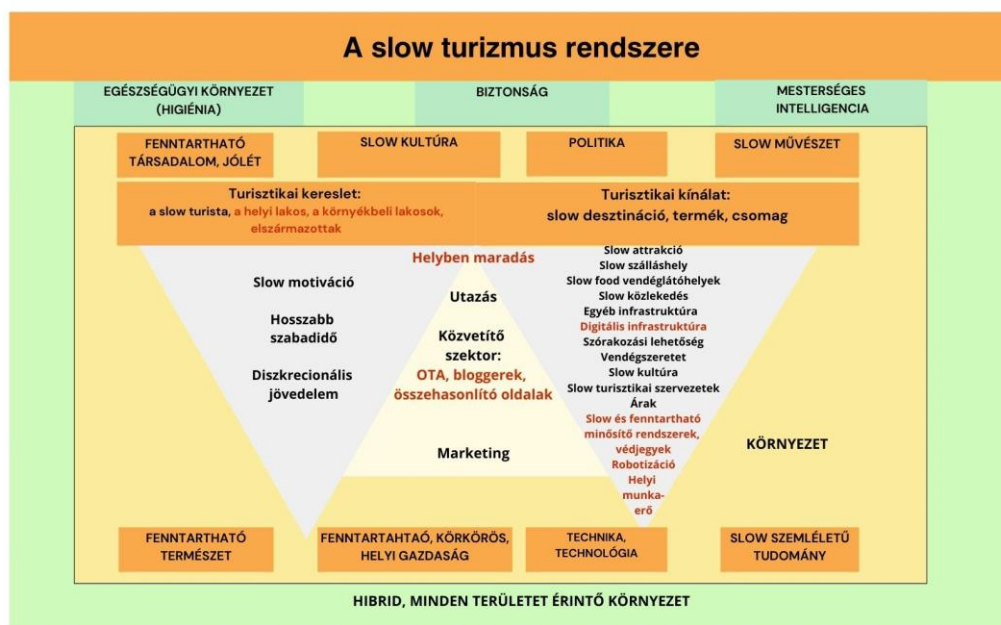 A slow turizmus rendszere
EGÉSZSÉGÜGYI KÖRNYEZET
(HIGIÉNIA)
BIZTONSÁG
MESTERSÉGES
INTELLIGENCIA
FENNTARTHATÓ
TÁRSADALOM, JÓLÉT
SLOW KULTÚRA
POLITIKA
SLOW MŰVÉSZET
Turisztikai kereslet:
a slow turista, a helyi lakos, a környékbeli lakosok,
elszármazottak
Turisztikai kínálat:
slow desztináció, termék, csomag
Slow motiváció
Hosszabb
szabadidő
Diszkrecionális
jövedelem
Helyben maradás
Utazás
Közvetítő
szektor:
OTA, bloggerek,
összehasonlító oldalak
Marketing
Slow attrakció
Slow szálláshely
Slow food vendéglátóhelyek
Slow közlekedés
Egyéb infrastruktúra
Digitális infrastruktúra
Szórakozási lehetőség
Vendégszeretet
Slow kultúra
Slow turisztikai szervezetek
Árak
Slow és fenntartható
minősítő rendszerek,
védjegyek
Robotizáció
Helyi
munka-
erő
KÖRNYEZET
FENNTARTHATÓ
TERMÉSZET
FENNTARTAHTAÓ, KÖRKÖRÖS,
HELYI GAZDASÁG
TECHNIKA,
TECHNOLÓGIA
SLOW SZEMLÉLETŰ
TUDOMÁNY
HIBRID, MINDEN TERÜLETET ÉRINTŐ KÖRNYEZET